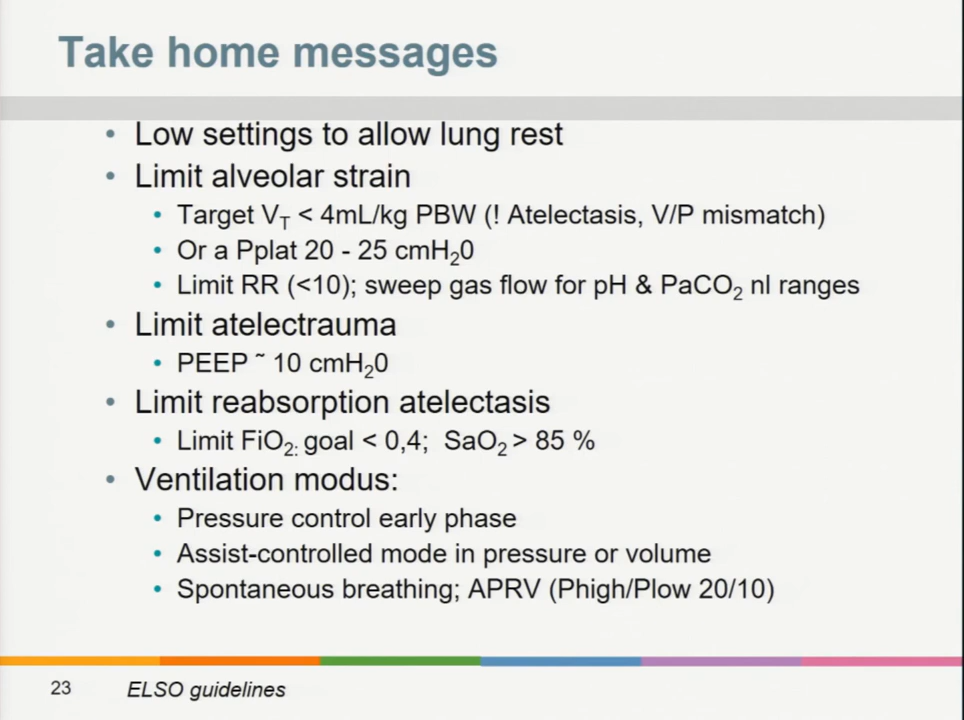 Take home messages
• Low settings to allow lung rest
• Limit alveolar strain
• Target VT < 4mL/kg PBW (! Atelectasis, V/P mismatch)
• Or a Pplat 20 - 25 cmH20
• Limit RR (<10); sweep gas flow for pH & PaCO2 nl ranges
• Limit atelectrauma
• PEEP ~ 10 cmH20
• Limit reabsorption atelectasis
• Limit FiO2: goal < 0,4; SaO2 > 85 %
• Ventilation modus:
• Pressure control early phase
• Assist-controlled mode in pressure or volume
• Spontaneous breathing; APRV (Phigh/Plow 20/10)
23 ELSO guidelines